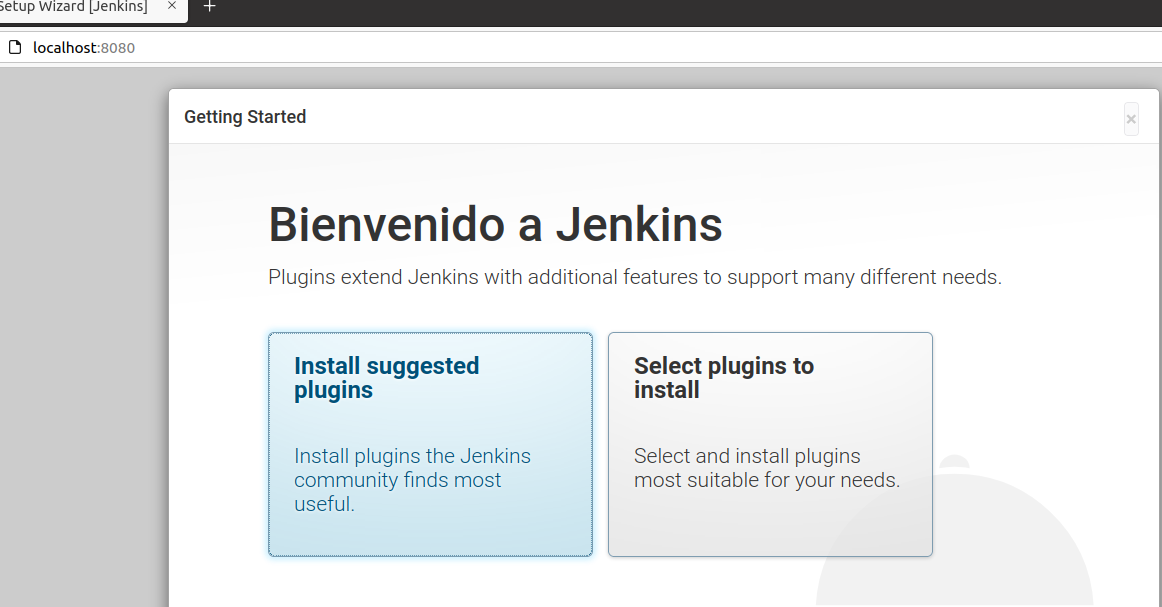 Setup Wizard [Jenkins] × +
localhost:8080
Getting Started ×
Bienvenido a Jenkins
Plugins extend Jenkins with additional features to support many different needs.
Install suggested
plugins
Install plugins the Jenkins
community finds most
useful.
Select plugins to
install
Select and install plugins
most suitable for your needs.